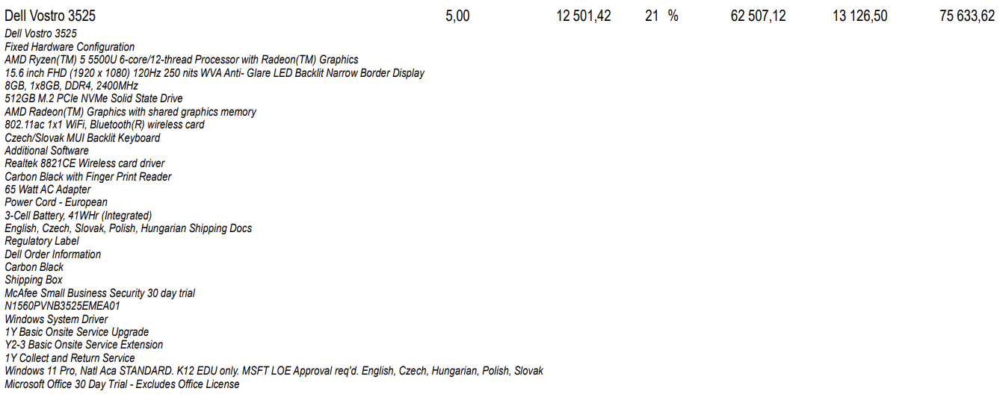 Dell Vostro 3525 5,00 12 501,42 21 % 62 507,12 13 126,50 75 633,62
Dell Vostro 3525
Fixed Hardware Configuration
AMD Ryzen(TM) 5 5500U 6-core/12-thread Processor with Radeon(TM) Graphics
15.6 inch FHD (1920 x 1080) 120Hz 250 nits WVA Anti- Glare LED Backlit Narrow Border Display
8GB, 1x8GB, DDR4, 2400MHz
512GB M.2 PCIe NVMe Solid State Drive
AMD Radeon(TM) Graphics with shared graphics memory
802.11ac 1x1 WiFi, Bluetooth(R) wireless card
Czech/Slovak MUI Backlit Keyboard
Additional Software
Realtek 8821CE Wireless card driver
Carbon Black with Finger Print Reader
65 Watt AC Adapter
Power Cord - European
3-Cell Battery, 41WHr (Integrated)
English, Czech, Slovak, Polish, Hungarian Shipping Docs
Regulatory Label
Dell Order Information
Carbon Black
Shipping Box
McAfee Small Business Security 30 day trial
N1560PVNB3525EMEA01
Windows System Driver
1Y Basic Onsite Service Upgrade
Y2-3 Basic Onsite Service Extension
1Y Collect and Return Service
Windows 11 Pro, Natl Aca STANDARD. K12 EDU only. MSFT LOE Approval req'd. English, Czech, Hungarian, Polish, Slovak
Microsoft Office 30 Day Trial - Excludes Office License